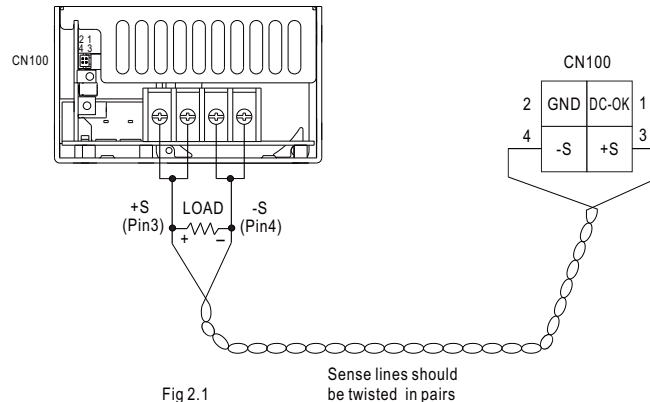 2 1
4 3
CN100
CN100
2 GND DC-OK 1
4 -S +S 3
+S LOAD -S
(Pin3) (Pin4)
+ –
Sense lines should
Fig 2.1 be twisted in pairs